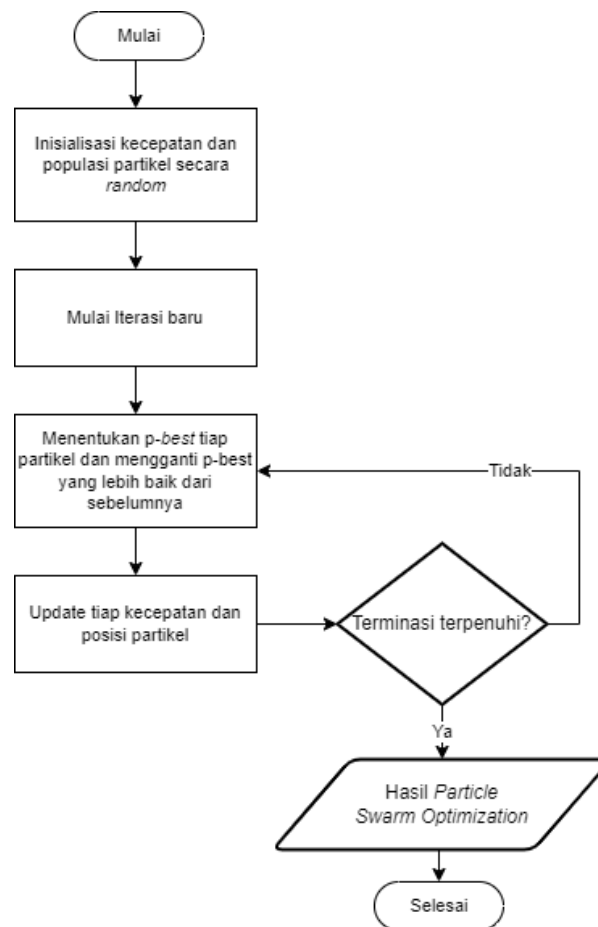 Mulai
Inisialisasi kecepatan dan
populasi partikel secara
random
Mulai Iterasi baru
Menentukan p-best tiap
partikel dan mengganti p-best
yang lebih baik dari
sebelumnya
Tidak
Update tiap kecepatan dan
posisi partikel
Terminasi terpenuhi?
Ya
Hasil Particle
Swarm Optimization
Selesai